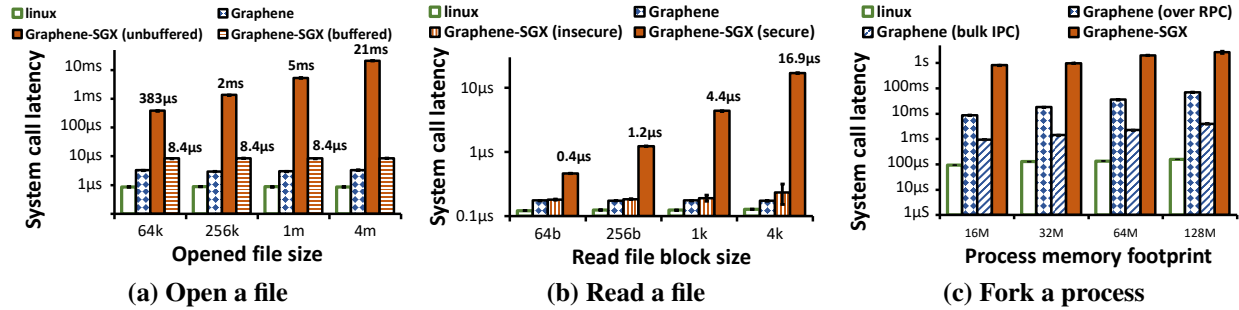 linux Graphene
Graphene-SGX (unbuffered) Graphene-SGX (buffered)
System call latency
10ms
1ms
100µs
10µs
1µs
383µs
2ms
5ms
21ms
8.4µs
8.4µs
8.4µs
64k 256k 1m 4m
Opened file size
(a) Open a file
linux Graphene
Graphene-SGX (insecure) Graphene-SGX (secure)
System call latency
10µs
1µs
0.1µs
0.4µs
1.2µs
4.4µs
16.9µs
64b 256b 1k 4k
Read file block size
(b) Read a file
linux Graphene (over RPC)
Graphene (bulk IPC) Graphene-SGX
System call latency
1s
100ms
10ms
1ms
100µs
10µs
1µS
16M 32M 64M 128M
Process memory footprint
(c) Fork a process